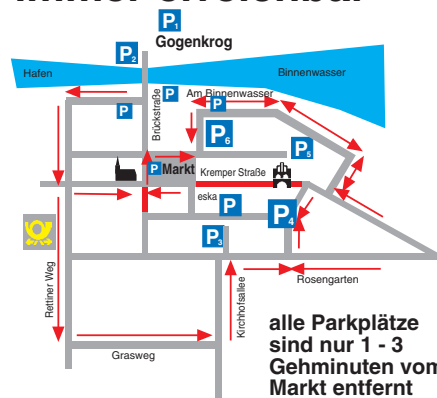 P1
Gogenkrog
P2
Hafen
Binnenwasser
P
Am Binnenwasser
P
P
Brückstraße
P6
P5
P
Markt
Kremper Straße
eska
P
P4
P3
Rettiner Weg
Kirchhofsallee
Rosengarten
Grasweg
alle Parkplätze
sind nur 1 - 3
Gehminuten vom
Markt entfernt